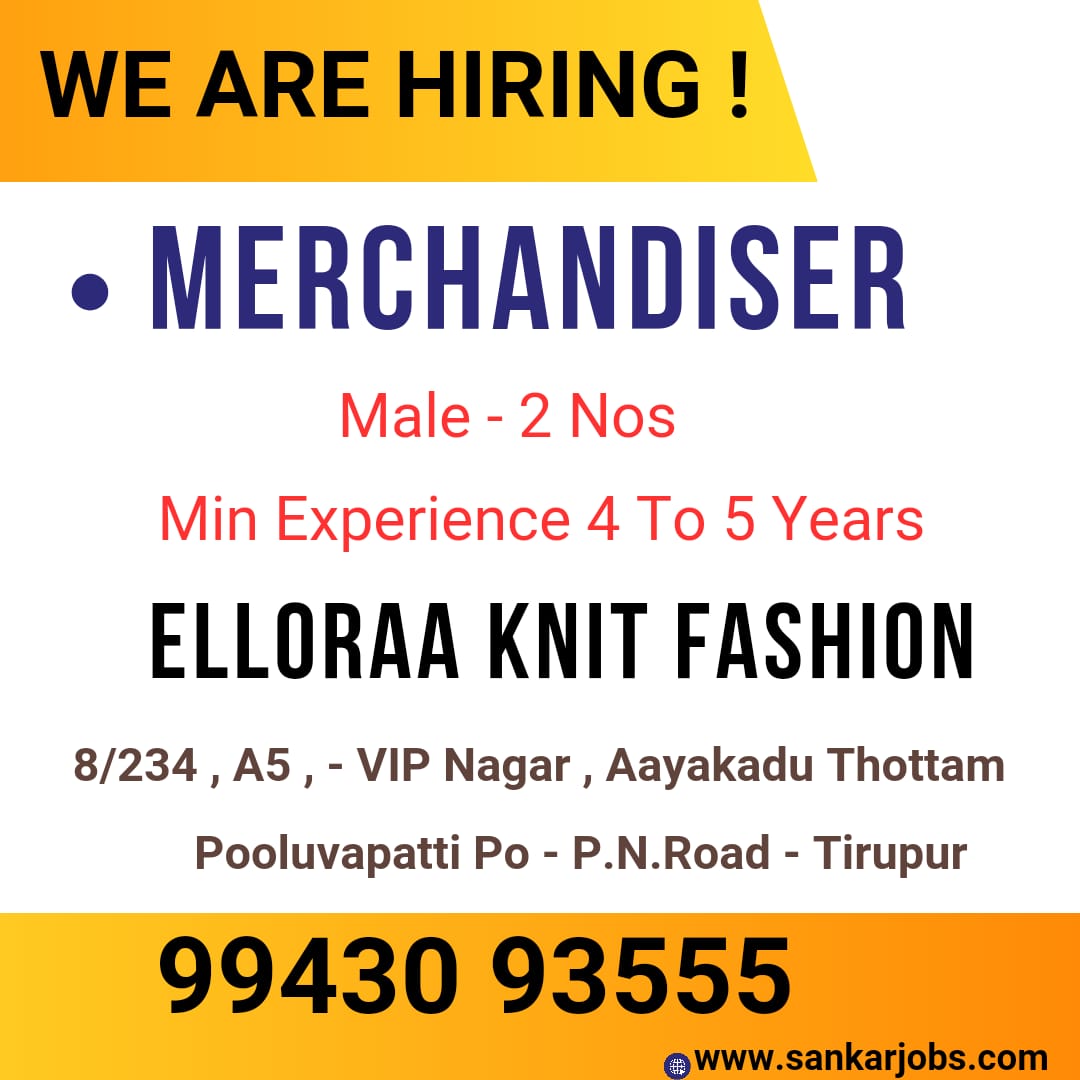 WE ARE HIRING !
• MERCHANDISER
Male - 2 Nos
Min Experience 4 To 5 Years
ELLORAA KNIT FASHION
8/234 , A5 , - VIP Nagar , Aayakadu Thottam
Pooluvapatti Po - P.N.Road - Tirupur
99430 93555
www.sankarjobs.com